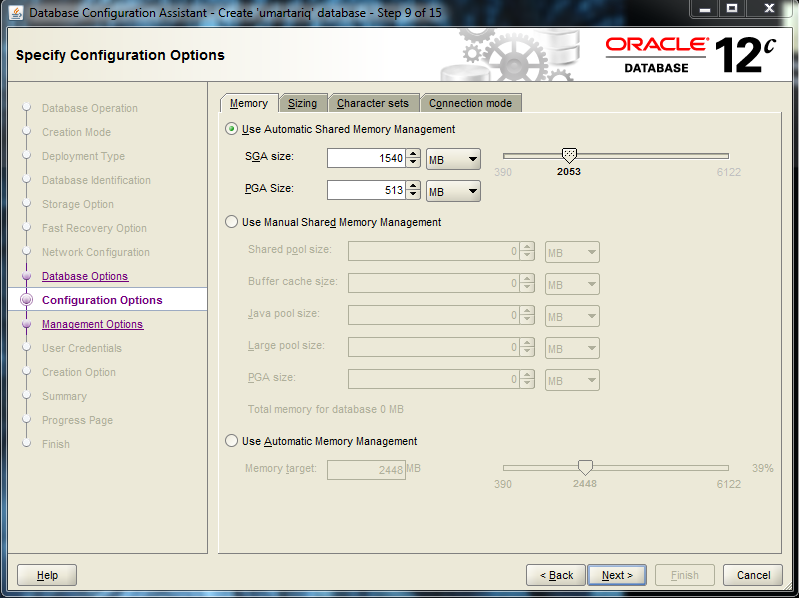 Database Configuration Assistant - Create 'umartariq' database - Step 9 of 15
Specify Configuration Options
ORACLE®
DATABASE
12c
Database Operation
Creation Mode
Deployment Type
Database Identification
Storage Option
Fast Recovery Option
Network Configuration
Database Options
Configuration Options
Management Options
User Credentials
Creation Option
Summary
Progress Page
Finish
Memory Sizing Character sets Connection mode
Use Automatic Shared Memory Management
SGA size: 1540 MB
390 2053 6122
PGA Size: 513 MB
Use Manual Shared Memory Management
Shared pool size: 0 MB
Buffer cache size: 0 MB
Java pool size: 0 MB
Large pool size: 0 MB
PGA size: 0 MB
Total memory for database 0 MB
Use Automatic Memory Management
Memory target: 2448 MB 39%
390 2448 6122
Help < Back Next > Finish Cancel